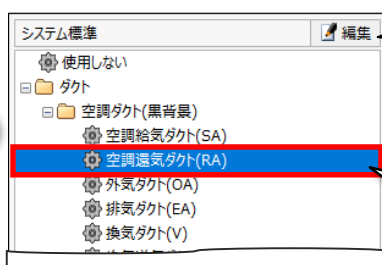 システム標準
編集
使用しない
ダクト
空調ダクト(黒背景)
空調給気ダクト(SA)
空調還気ダクト(RA)
外気ダクト(OA)
排気ダクト(EA)
換気ダクト(V)